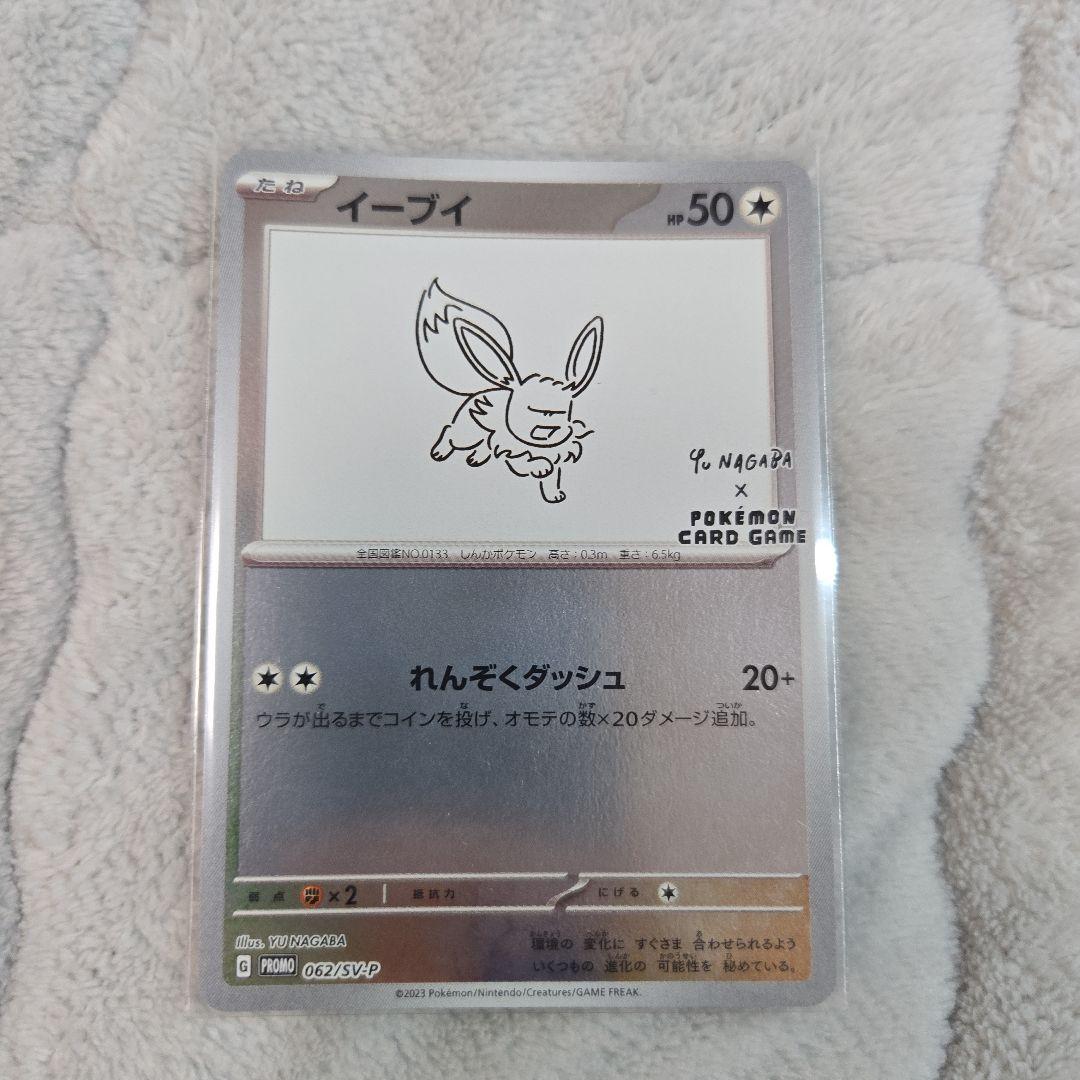 たね
イーブイ
HP50
YU NAGABA
×
POKÉMON
CARD GAME
全国図鑑NO.0133 しんかポケモン 高さ:0.3m 重さ:6.5kg
れんぞくダッシュ 20+
ウラが出るまでコインを投げ、オモテの数×20ダメージ追加。
弱点 ×2 抵抗力 にげる
Illus. YU NAGABA
G PROMO 062/SV-P
環境の 変化に すぐさま 合わせられるよう
いくつもの 進化の 可能性を 秘めている。
©2023 Pokémon/Nintendo/Creatures/GAME FREAK.